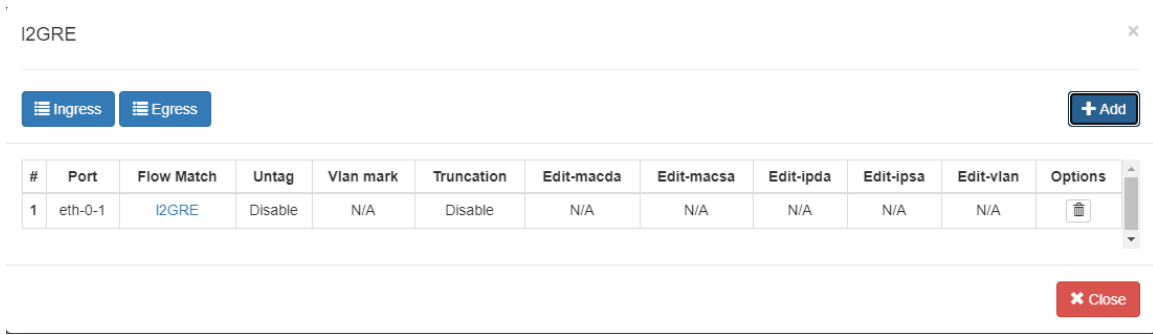 l2GRE
×
Ingress Egress
+ Add
# Port Flow Match Untag Vlan mark Truncation Edit-macda Edit-macsa Edit-ipda Edit-ipsa Edit-vlan Options
1 eth-0-1 l2GRE Disable N/A Disable N/A N/A N/A N/A N/A
✖ Close